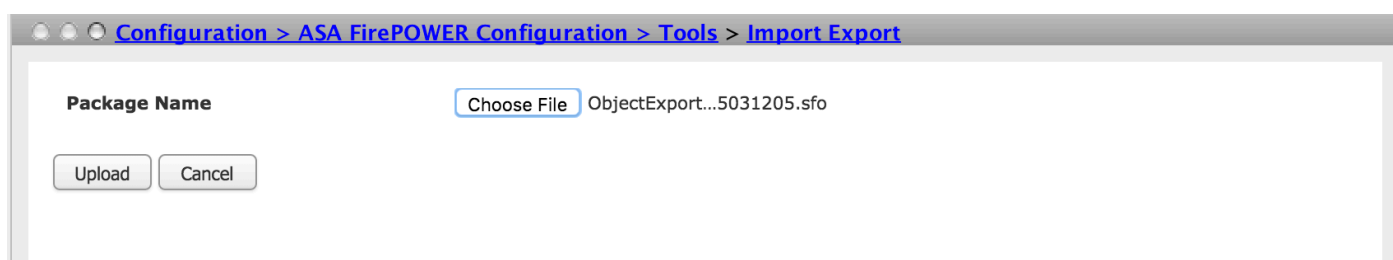 Configuration > ASA FirePOWER Configuration > Tools > Import Export
Package Name Choose File ObjectExport...5031205.sfo
Upload Cancel